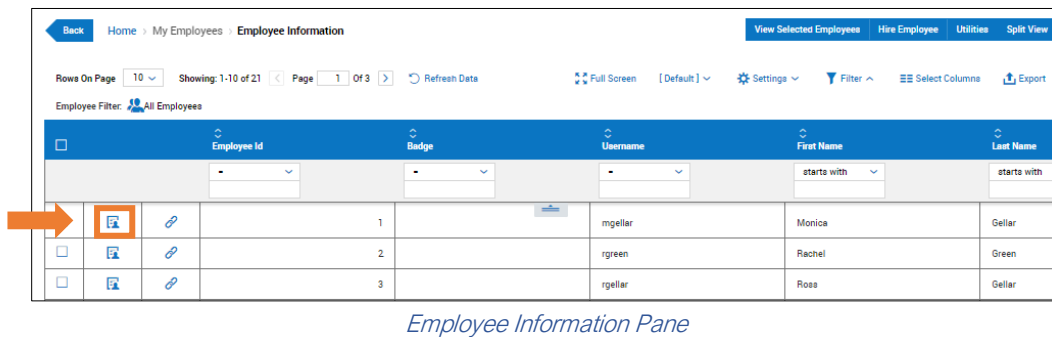 Back Home > My Employees > Employee Information View Selected Employees Hire Employee Utilities Split View
Rows On Page 10 Showing: 1-10 of 21 < Page 1 Of 3 > Refresh Data Full Screen [ Default ] Settings Filter Select Columns Export
Employee Filter: All Employees
Employee Id Badge Username First Name Last Name
- - - starts with starts with
1 mgellar Monica Gellar
2 rgreen Rachel Green
3 rgellar Ross Gellar
Employee Information Pane